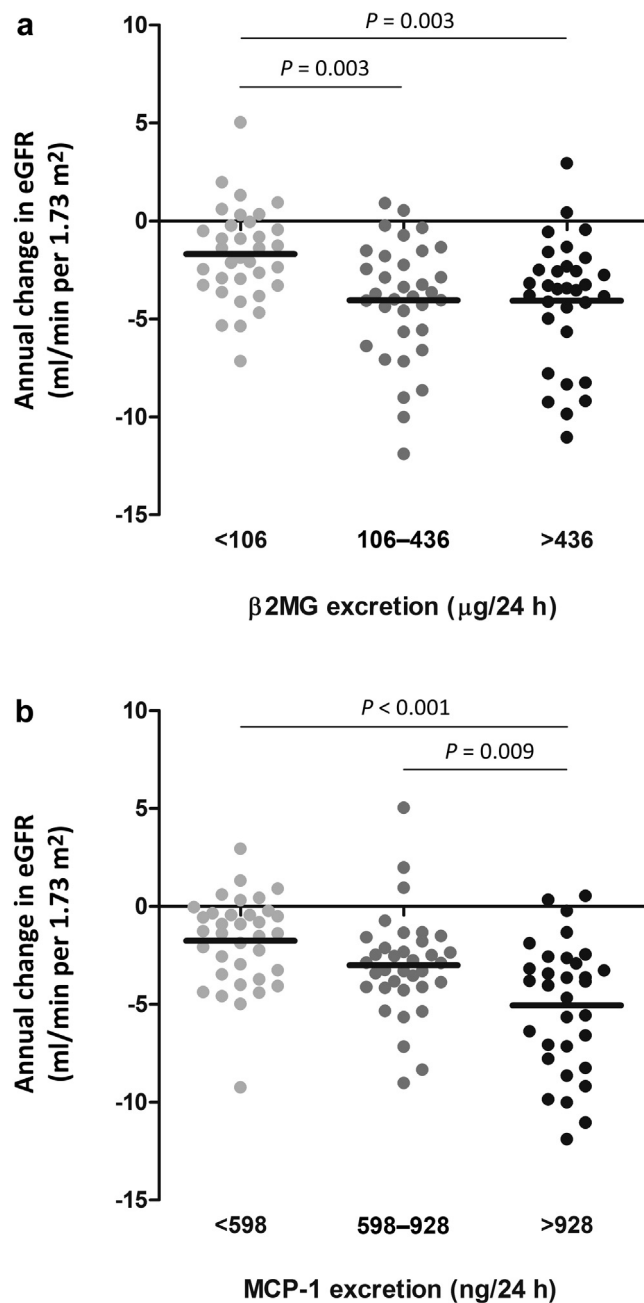 a
P = 0.003
P = 0.003
Annual change in eGFR
(ml/min per 1.73 m²)
10
5
0
-5
-10
-15
<106
106–436
>436
β2MG excretion (μg/24 h)
b
P < 0.001
P = 0.009
Annual change in eGFR
(ml/min per 1.73 m²)
10
5
0
-5
-10
-15
<598
598–928
>928
MCP-1 excretion (ng/24 h)